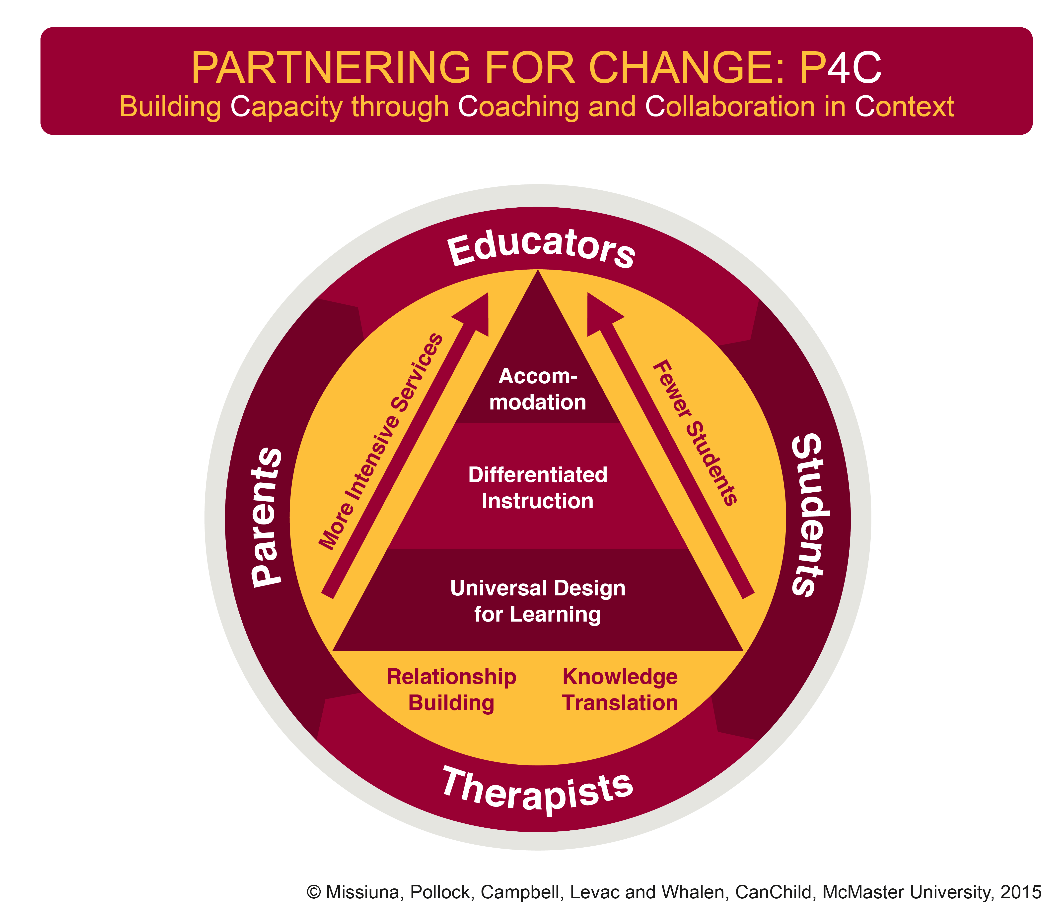 PARTNERING FOR CHANGE: P4C
Building Capacity through Coaching and Collaboration in Context
Educators
More Intensive Services
Fewer Students
Accom-
modation
Parents
Students
Differentiated
Instruction
Universal Design
for Learning
Relationship
Building
Knowledge
Translation
Therapists
© Missiuna, Pollock, Campbell, Levac and Whalen, CanChild, McMaster University, 2015